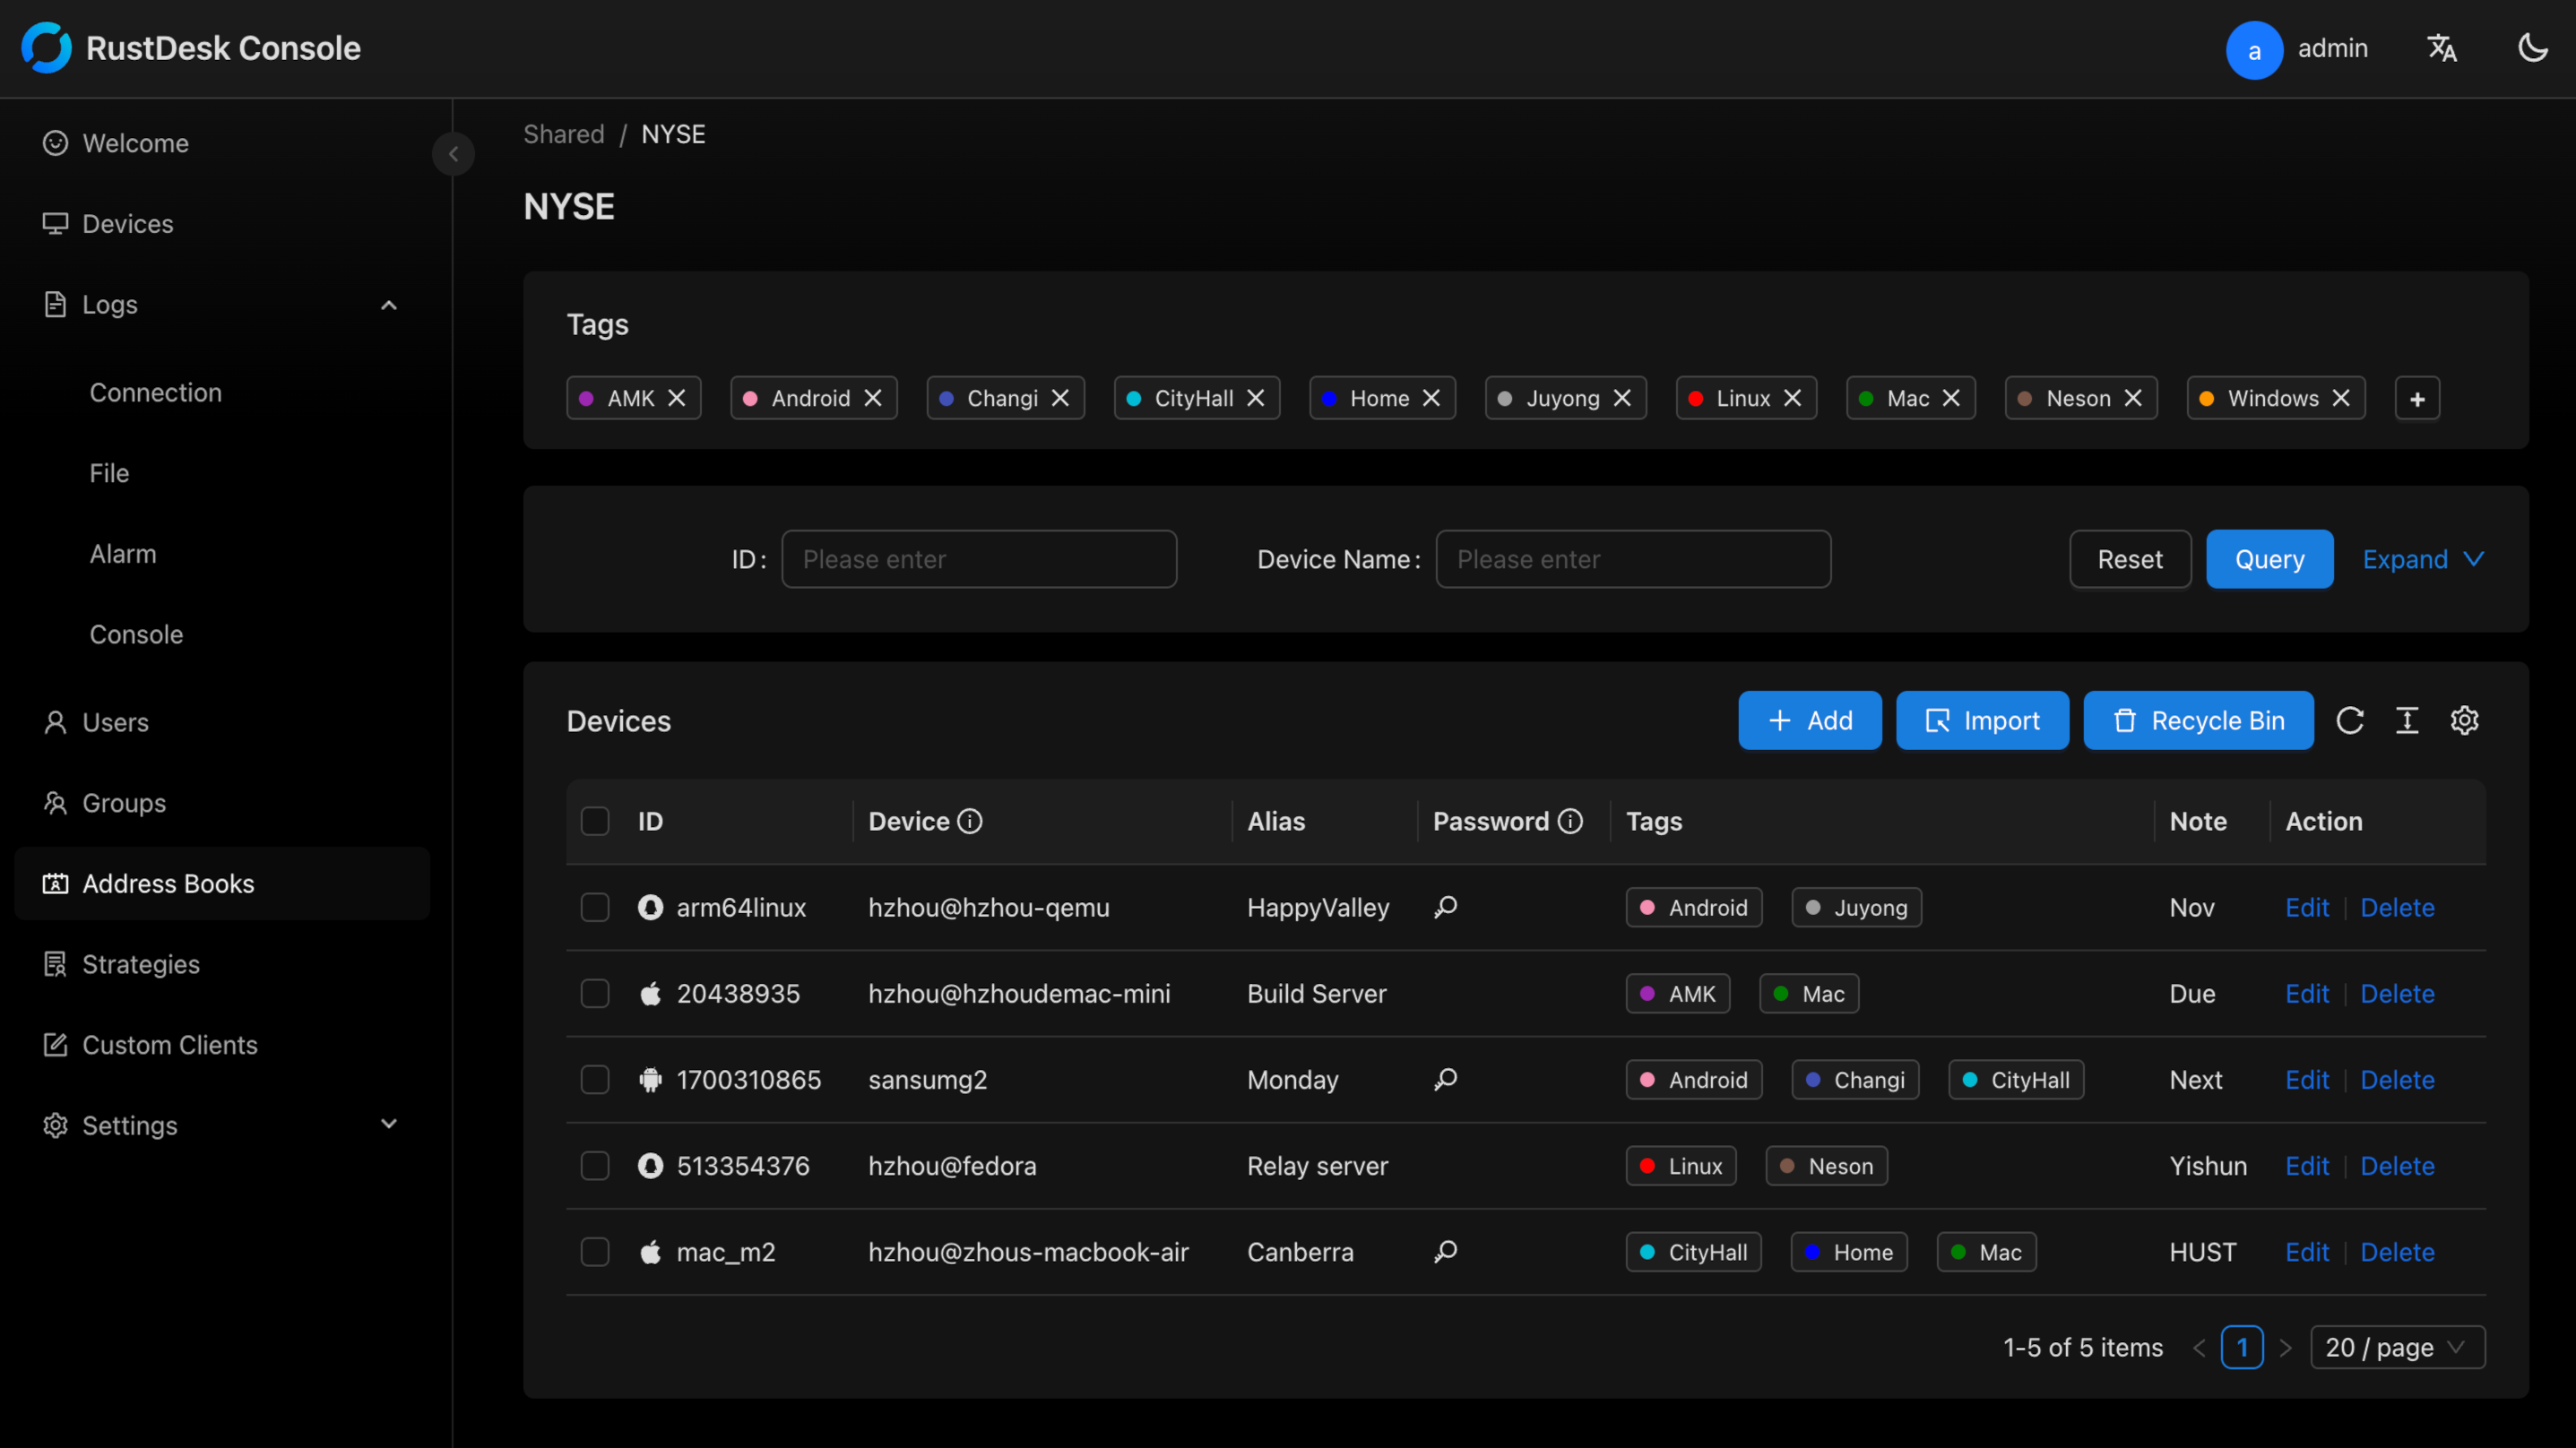 RustDesk Console
a admin
Welcome
Devices
Logs
Connection
File
Alarm
Console
Users
Groups
Address Books
Strategies
Custom Clients
Settings
Shared / NYSE
NYSE
Tags
AMK Android Changi CityHall Home Juyong Linux Mac Neson Windows +
ID : Please enter Device Name : Please enter Reset Query Expand
Devices + Add Import Recycle Bin
ID Device Alias Password Tags Note Action
arm64linux hzhou@hzhou-qemu HappyValley Android Juyong Nov Edit Delete
20438935 hzhou@hzhoudemac-mini Build Server AMK Mac Due Edit Delete
1700310865 sansumg2 Monday Android Changi CityHall Next Edit Delete
513354376 hzhou@fedora Relay server Linux Neson Yishun Edit Delete
mac_m2 hzhou@zhous-macbook-air Canberra CityHall Home Mac HUST Edit Delete
1-5 of 5 items < 1 > 20 / page